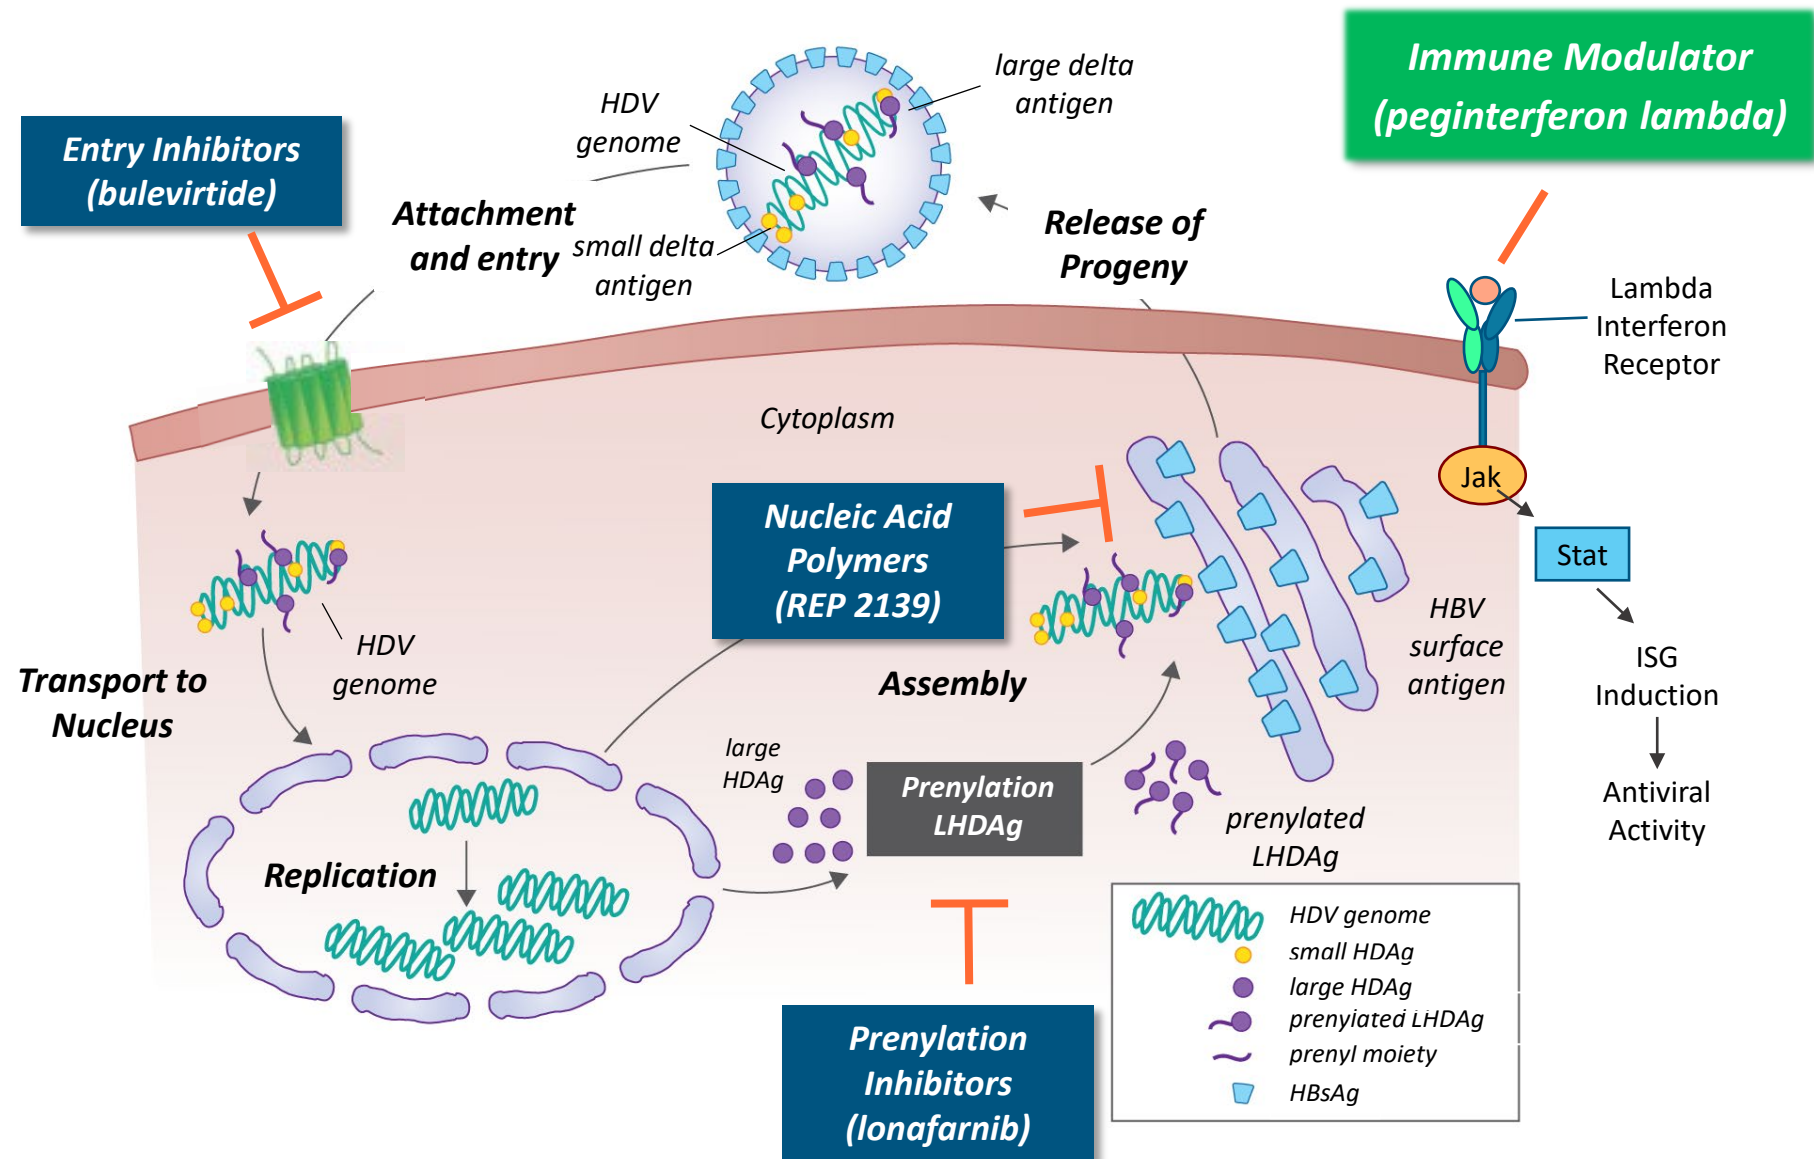 Immune Modulator
(peginterferon lambda)
large delta
antigen
HDV
genome
Entry Inhibitors
(bulevirtide)
Attachment
and entry
small delta
antigen
Release of
Progeny
Lambda
Interferon
Receptor
Cytoplasm
Jak
Nucleic Acid
Polymers
(REP 2139)
Stat
HBV
surface
antigen
HDV
genome
ISG
Induction
Transport to
Nucleus
Assembly
large
HDAg
Prenylation
LHDAg
Antiviral
Activity
prenylated
LHDAg
Replication
HDV genome
small HDAg
large HDAg
prenylated LHDAg
prenyl moiety
HBsAg
Prenylation
Inhibitors
(lonafarnib)